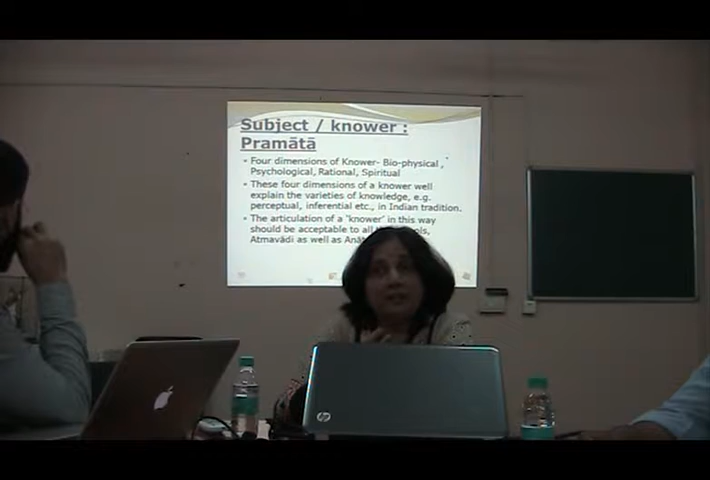 Subject / knower :
Pramātā
• Four dimensions of Knower- Bio-physical ,
Psychological, Rational, Spiritual
• These four dimensions of a knower well
explain the varieties of knowledge, e.g.
perceptual, inferential etc., in Indian tradition.
• The articulation of a 'knower' in this way
should be acceptable to all
Atmavādi as well as
hp